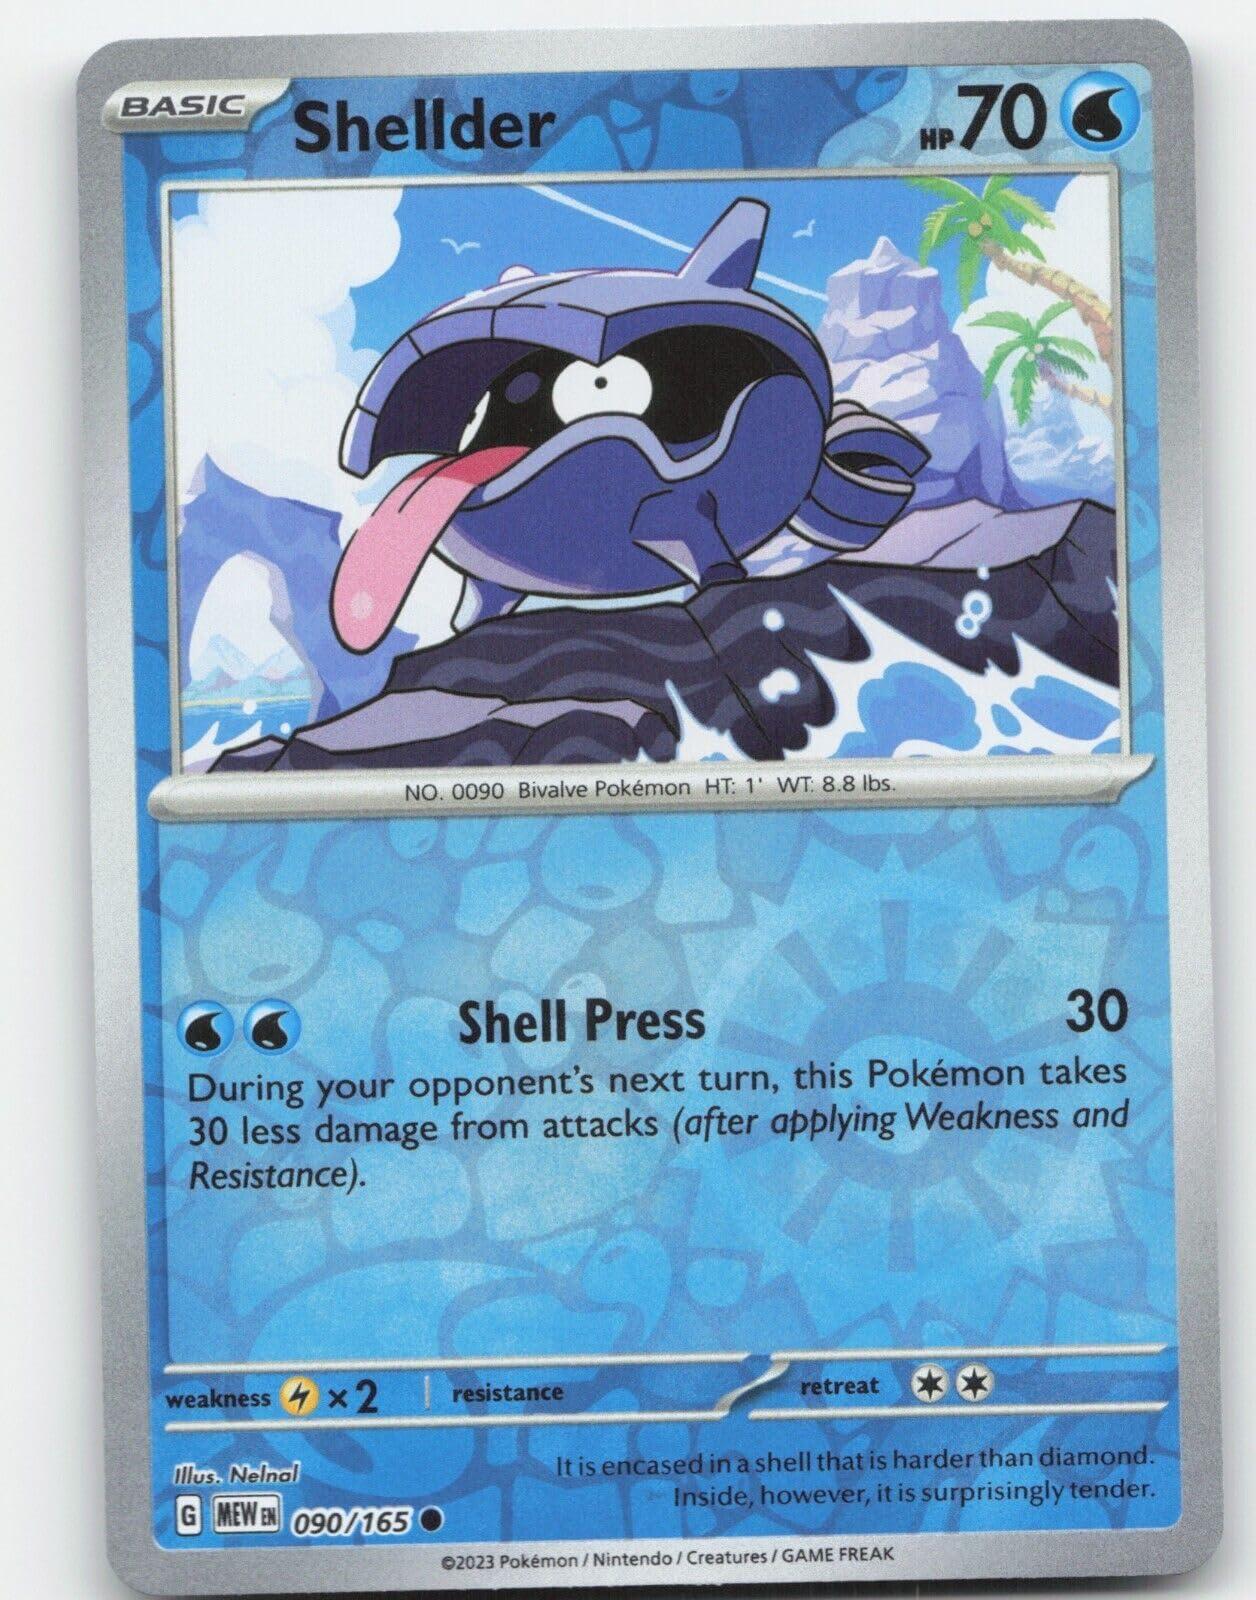 BASIC Shellder HP 70
NO. 0090 Bivalve Pokémon HT: 1' WT: 8.8 lbs.
Shell Press 30
During your opponent's next turn, this Pokémon takes
30 less damage from attacks (after applying Weakness and
Resistance).
weakness ×2 resistance retreat
Illus. Nelnal
It is encased in a shell that is harder than diamond.
Inside, however, it is surprisingly tender.
G MEW EN 090/165
©2023 Pokémon / Nintendo / Creatures / GAME FREAK